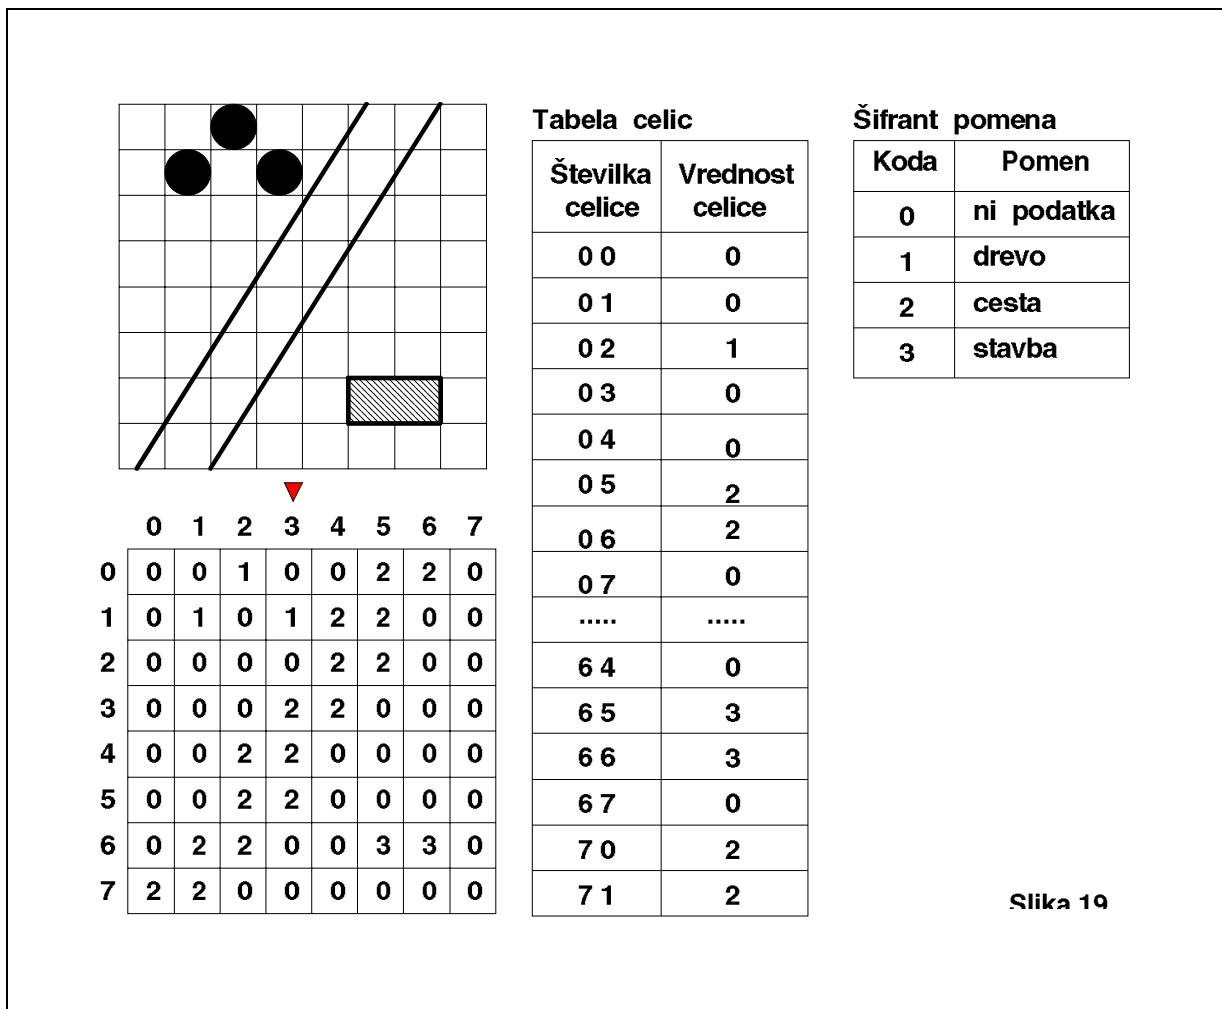 Tabela celic
Številka celice Vrednost celice
0 0 0
0 1 0
0 2 1
0 3 0
0 4 0
0 5 2
0 6 2
0 7 0
..... .....
6 4 0
6 5 3
6 6 3
6 7 0
7 0 2
7 1 2
Šifrant pomena
Koda Pomen
0 ni podatka
1 drevo
2 cesta
3 stavba
0 1 2 3 4 5 6 7
0 0 0 1 0 0 2 2 0
1 0 1 0 1 2 2 0 0
2 0 0 0 0 2 2 0 0
3 0 0 0 2 2 0 0 0
4 0 0 2 2 0 0 0 0
5 0 0 2 2 0 0 0 0
6 0 2 2 0 0 3 3 0
7 2 2 0 0 0 0 0 0
Slika 19